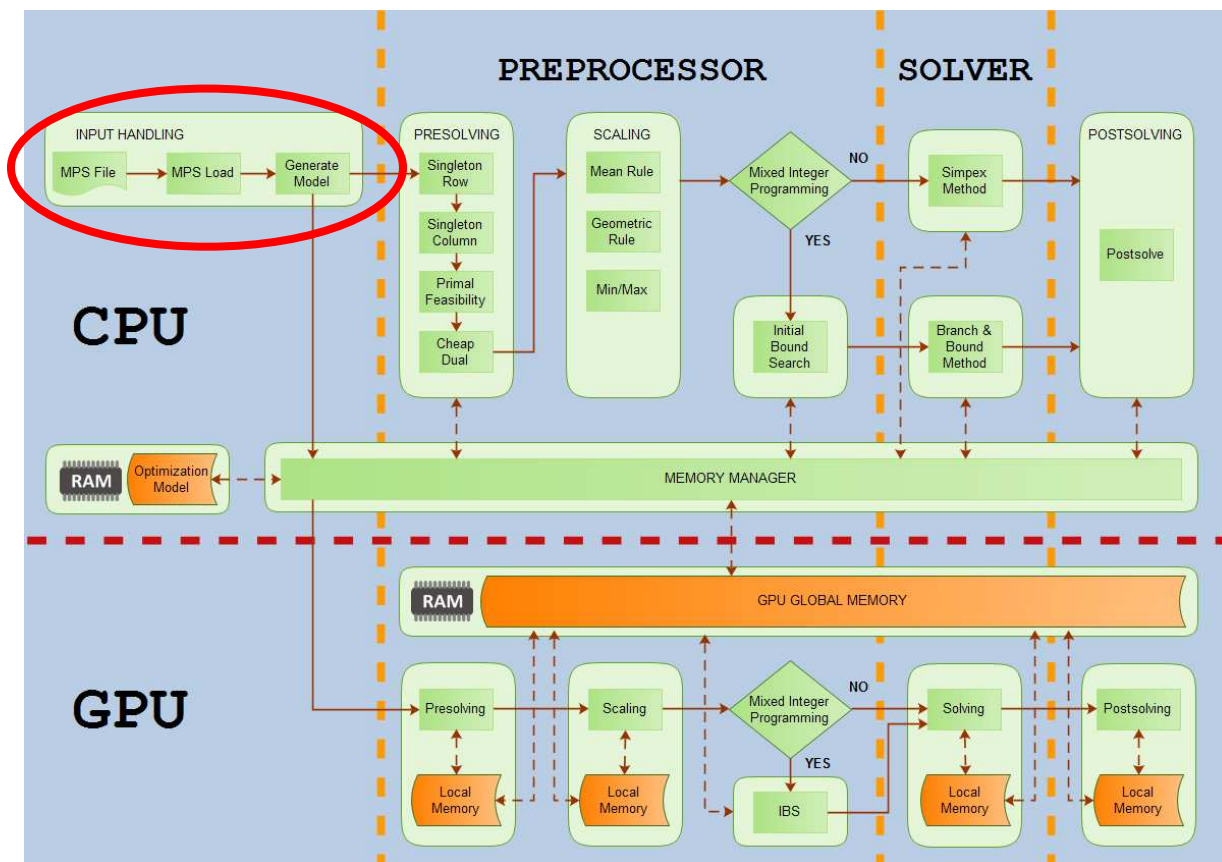 PREPROCESSOR
SOLVER
INPUT HANDLING
MPS File
MPS Load
Generate
Model
PRESOLVING
Singleton
Row
Singleton
Column
Primal
Feasibility
Cheap
Dual
SCALING
Mean Rule
Geometric
Rule
Min/Max
Mixed Integer
Programming
NO
YES
Initial
Bound
Search
Simpex
Method
Branch &
Bound
Method
POSTSOLVING
Postsolve
CPU
RAM
Optimization
Model
MEMORY MANAGER
RAM
GPU GLOBAL MEMORY
GPU
Presolving
Local
Memory
Scaling
Local
Memory
Mixed Integer
Programming
NO
YES
IBS
Solving
Local
Memory
Postsolving
Local
Memory